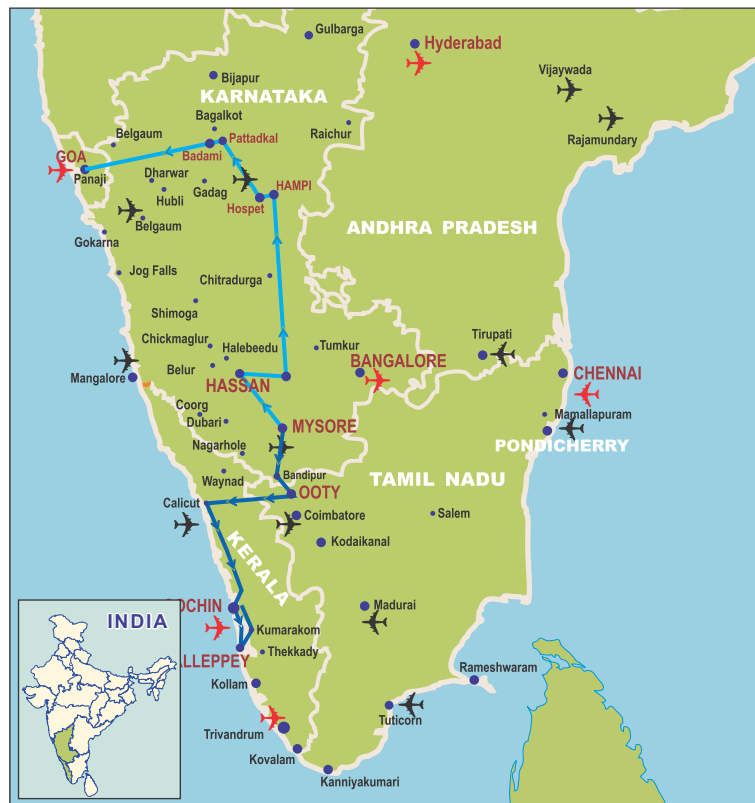 Gulbarga
Hyderabad
Bijapur
Vijaywada
KARNATAKA
Bagalkot
Raichur
Rajamundary
Belgaum
Pattadkal
Badami
GOA
Panaji
Dharwar
Hubli
Gadag
HAMPI
Hospet
Belgaum
Gokarna
ANDHRA PRADESH
Jog Falls
Chitradurga
Shimoga
Chickmaglur
Halebeedu
Tumkur
Tirupati
Belur
BANGALORE
Mangalore
HASSAN
CHENNAI
Coorg
Dubari
MYSORE
Mamallapuram
Nagarhole
PONDICHERRY
Waynad
Bandipur
TAMIL NADU
OOTY
Calicut
Coimbatore
Salem
Kodaikanal
KERALA
OCHIN
Madurai
INDIA
Kumarakom
ALLEPPEY
Thekkady
Rameshwaram
Kollam
Tuticorn
Trivandrum
Kovalam
Kanniyakumari